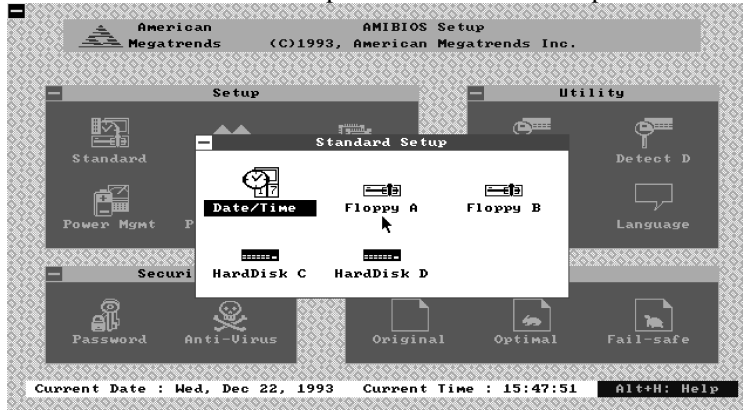 American
Megatrends
AMIBIOS Setup
(C)1993, American Megatrends Inc.
Setup
Utility
Standard
Detect D
Power Mgmt
P
Language
Standard Setup
Date/Time
Floppy A
Floppy B
HardDisk C
HardDisk D
Securi
Password
Anti-Virus
Original
Optimal
Fail-safe
Current Date : Wed, Dec 22, 1993
Current Time : 15:47:51
Alt+H: Help